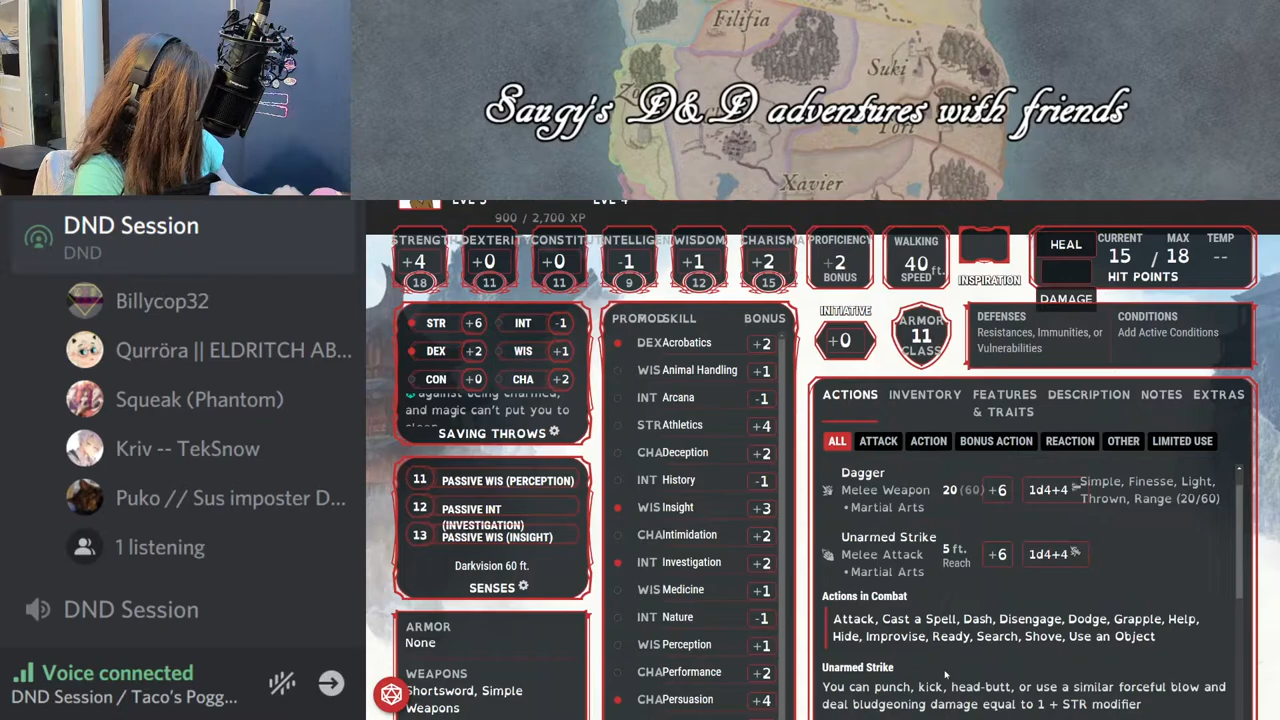 Filifia
Suki
Saugy's D&D adventures with friends
Tori
Xavier
DND Session
DND
Billycop32
Qurröra || ELDRITCH AB...
Squeak (Phantom)
Kriv -- TekSnow
Puko // Sus imposter D...
1 listening
DND Session
Voice connected
DND Session / Taco's Pogg...
900 / 2,700 XP
STRENGTH
+4
18
DEXTERITY
+0
11
CONSTITUT
+0
11
INTELLIGEN
-1
9
WISDOM
+1
12
CHARISMA
+2
15
PROFICIENCY
+2
BONUS
WALKING
40 ft.
SPEED
INSPIRATION
HEAL
DAMAGE
CURRENT MAX TEMP
15 / 18 --
HIT POINTS
STR +6 INT -1
DEX +2 WIS +1
CON +0 CHA +2
against being charmed,
and magic can't put you to
SAVING THROWS
11 PASSIVE WIS (PERCEPTION)
12 PASSIVE INT
(INVESTIGATION)
13 PASSIVE WIS (INSIGHT)
Darkvision 60 ft.
SENSES
ARMOR
None
WEAPONS
Shortsword, Simple
Weapons
PROF MOD SKILL BONUS
DEX Acrobatics +2
WIS Animal Handling +1
INT Arcana -1
STR Athletics +4
CHA Deception +2
INT History -1
WIS Insight +3
CHA Intimidation +2
INT Investigation +2
WIS Medicine +1
INT Nature -1
WIS Perception +1
CHA Performance +2
CHA Persuasion +4
INITIATIVE
+0
ARMOR
11
CLASS
DEFENSES
Resistances, Immunities, or
Vulnerabilities
CONDITIONS
Add Active Conditions
ACTIONS INVENTORY FEATURES & TRAITS DESCRIPTION NOTES EXTRAS
ALL ATTACK ACTION BONUS ACTION REACTION OTHER LIMITED USE
Dagger
Melee Weapon
• Martial Arts
20 (60) +6 1d4+4
Simple, Finesse, Light,
Thrown, Range (20/60)
Unarmed Strike
Melee Attack
• Martial Arts
5 ft.
Reach
+6 1d4+4
Actions in Combat
Attack, Cast a Spell, Dash, Disengage, Dodge, Grapple, Help,
Hide, Improvise, Ready, Search, Shove, Use an Object
Unarmed Strike
You can punch, kick, head-butt, or use a similar forceful blow and
deal bludgeoning damage equal to 1 + STR modifier